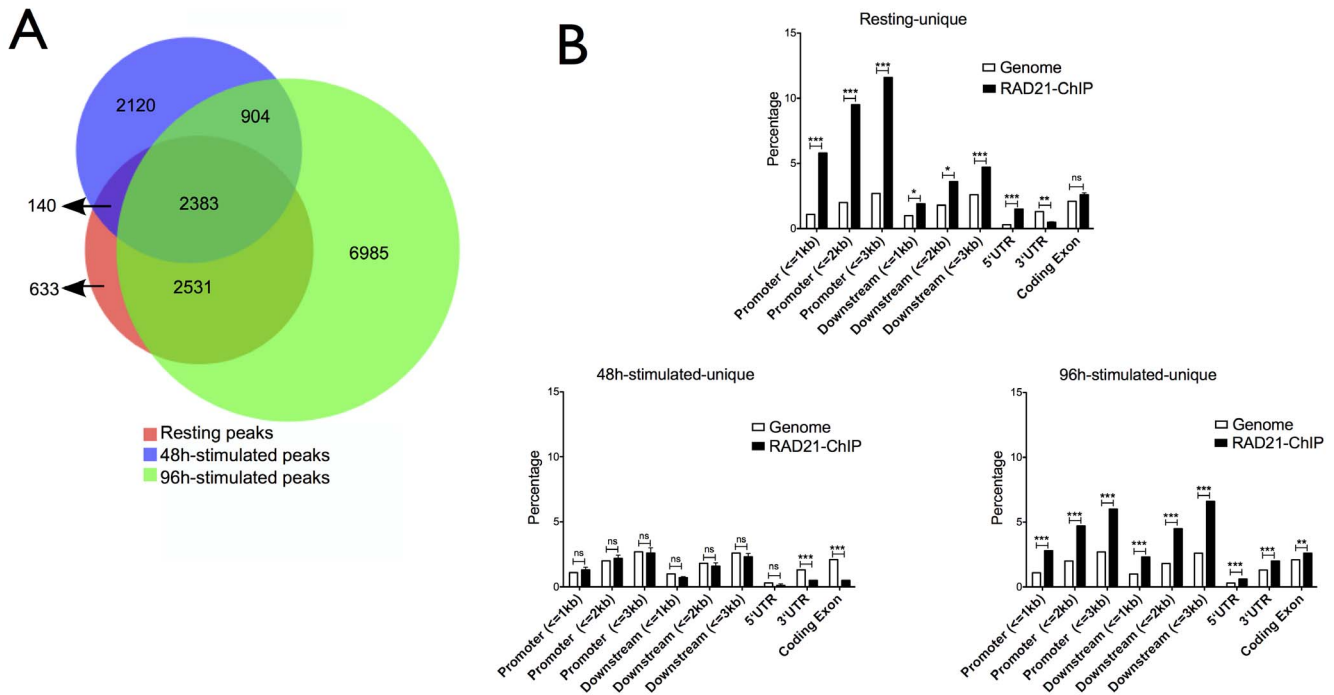 A
2120
904
140
2383
6985
633
2531
Resting peaks
48h-stimulated peaks
96h-stimulated peaks
B
Resting-unique
Genome
RAD21-ChIP
Percentage
15
10
5
0
***
***
***
*
*
***
***
**
ns
Promoter (<=1kb)
Promoter (<=2kb)
Promoter (<=3kb)
Downstream (<=1kb)
Downstream (<=2kb)
Downstream (<=3kb)
5'UTR
3'UTR
Coding Exon
48h-stimulated-unique
Genome
RAD21-ChIP
Percentage
15
10
5
0
ns
ns
ns
ns
ns
ns
ns
***
***
Promoter (<=1kb)
Promoter (<=2kb)
Promoter (<=3kb)
Downstream (<=1kb)
Downstream (<=2kb)
Downstream (<=3kb)
5'UTR
3'UTR
Coding Exon
96h-stimulated-unique
Genome
RAD21-ChIP
Percentage
15
10
5
0
***
***
***
***
***
***
***
***
**
Promoter (<=1kb)
Promoter (<=2kb)
Promoter (<=3kb)
Downstream (<=1kb)
Downstream (<=2kb)
Downstream (<=3kb)
5'UTR
3'UTR
Coding Exon